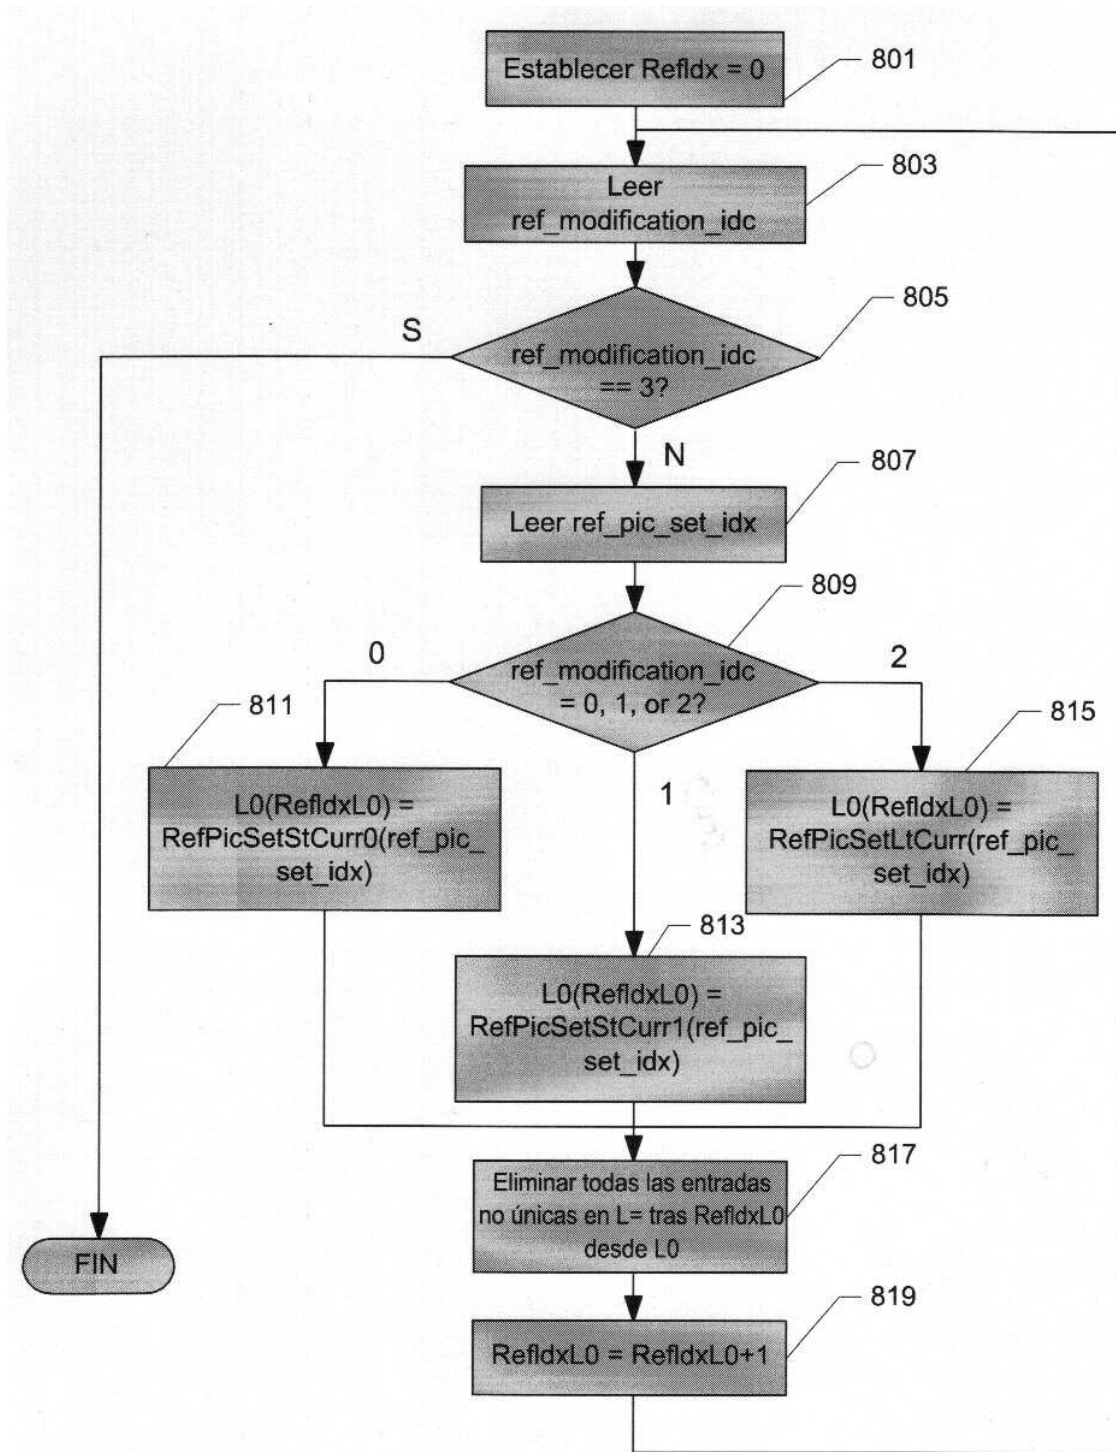 Establecer RefIdx = 0
801
803
Leer
ref_modification_idc
805
S
ref_modification_idc
== 3?
N
807
Leer ref_pic_set_idx
809
0
ref_modification_idc
= 0, 1, or 2?
2
811
815
L0(RefIdxL0) =
RefPicSetStCurr0(ref_pic_
set_idx)
1
L0(RefIdxL0) =
RefPicSetLtCurr(ref_pic_
set_idx)
813
L0(RefIdxL0) =
RefPicSetStCurr1(ref_pic_
set_idx)
817
Eliminar todas las entradas
no únicas en L= tras RefIdxL0
desde L0
FIN
819
RefIdxL0 = RefIdxL0+1